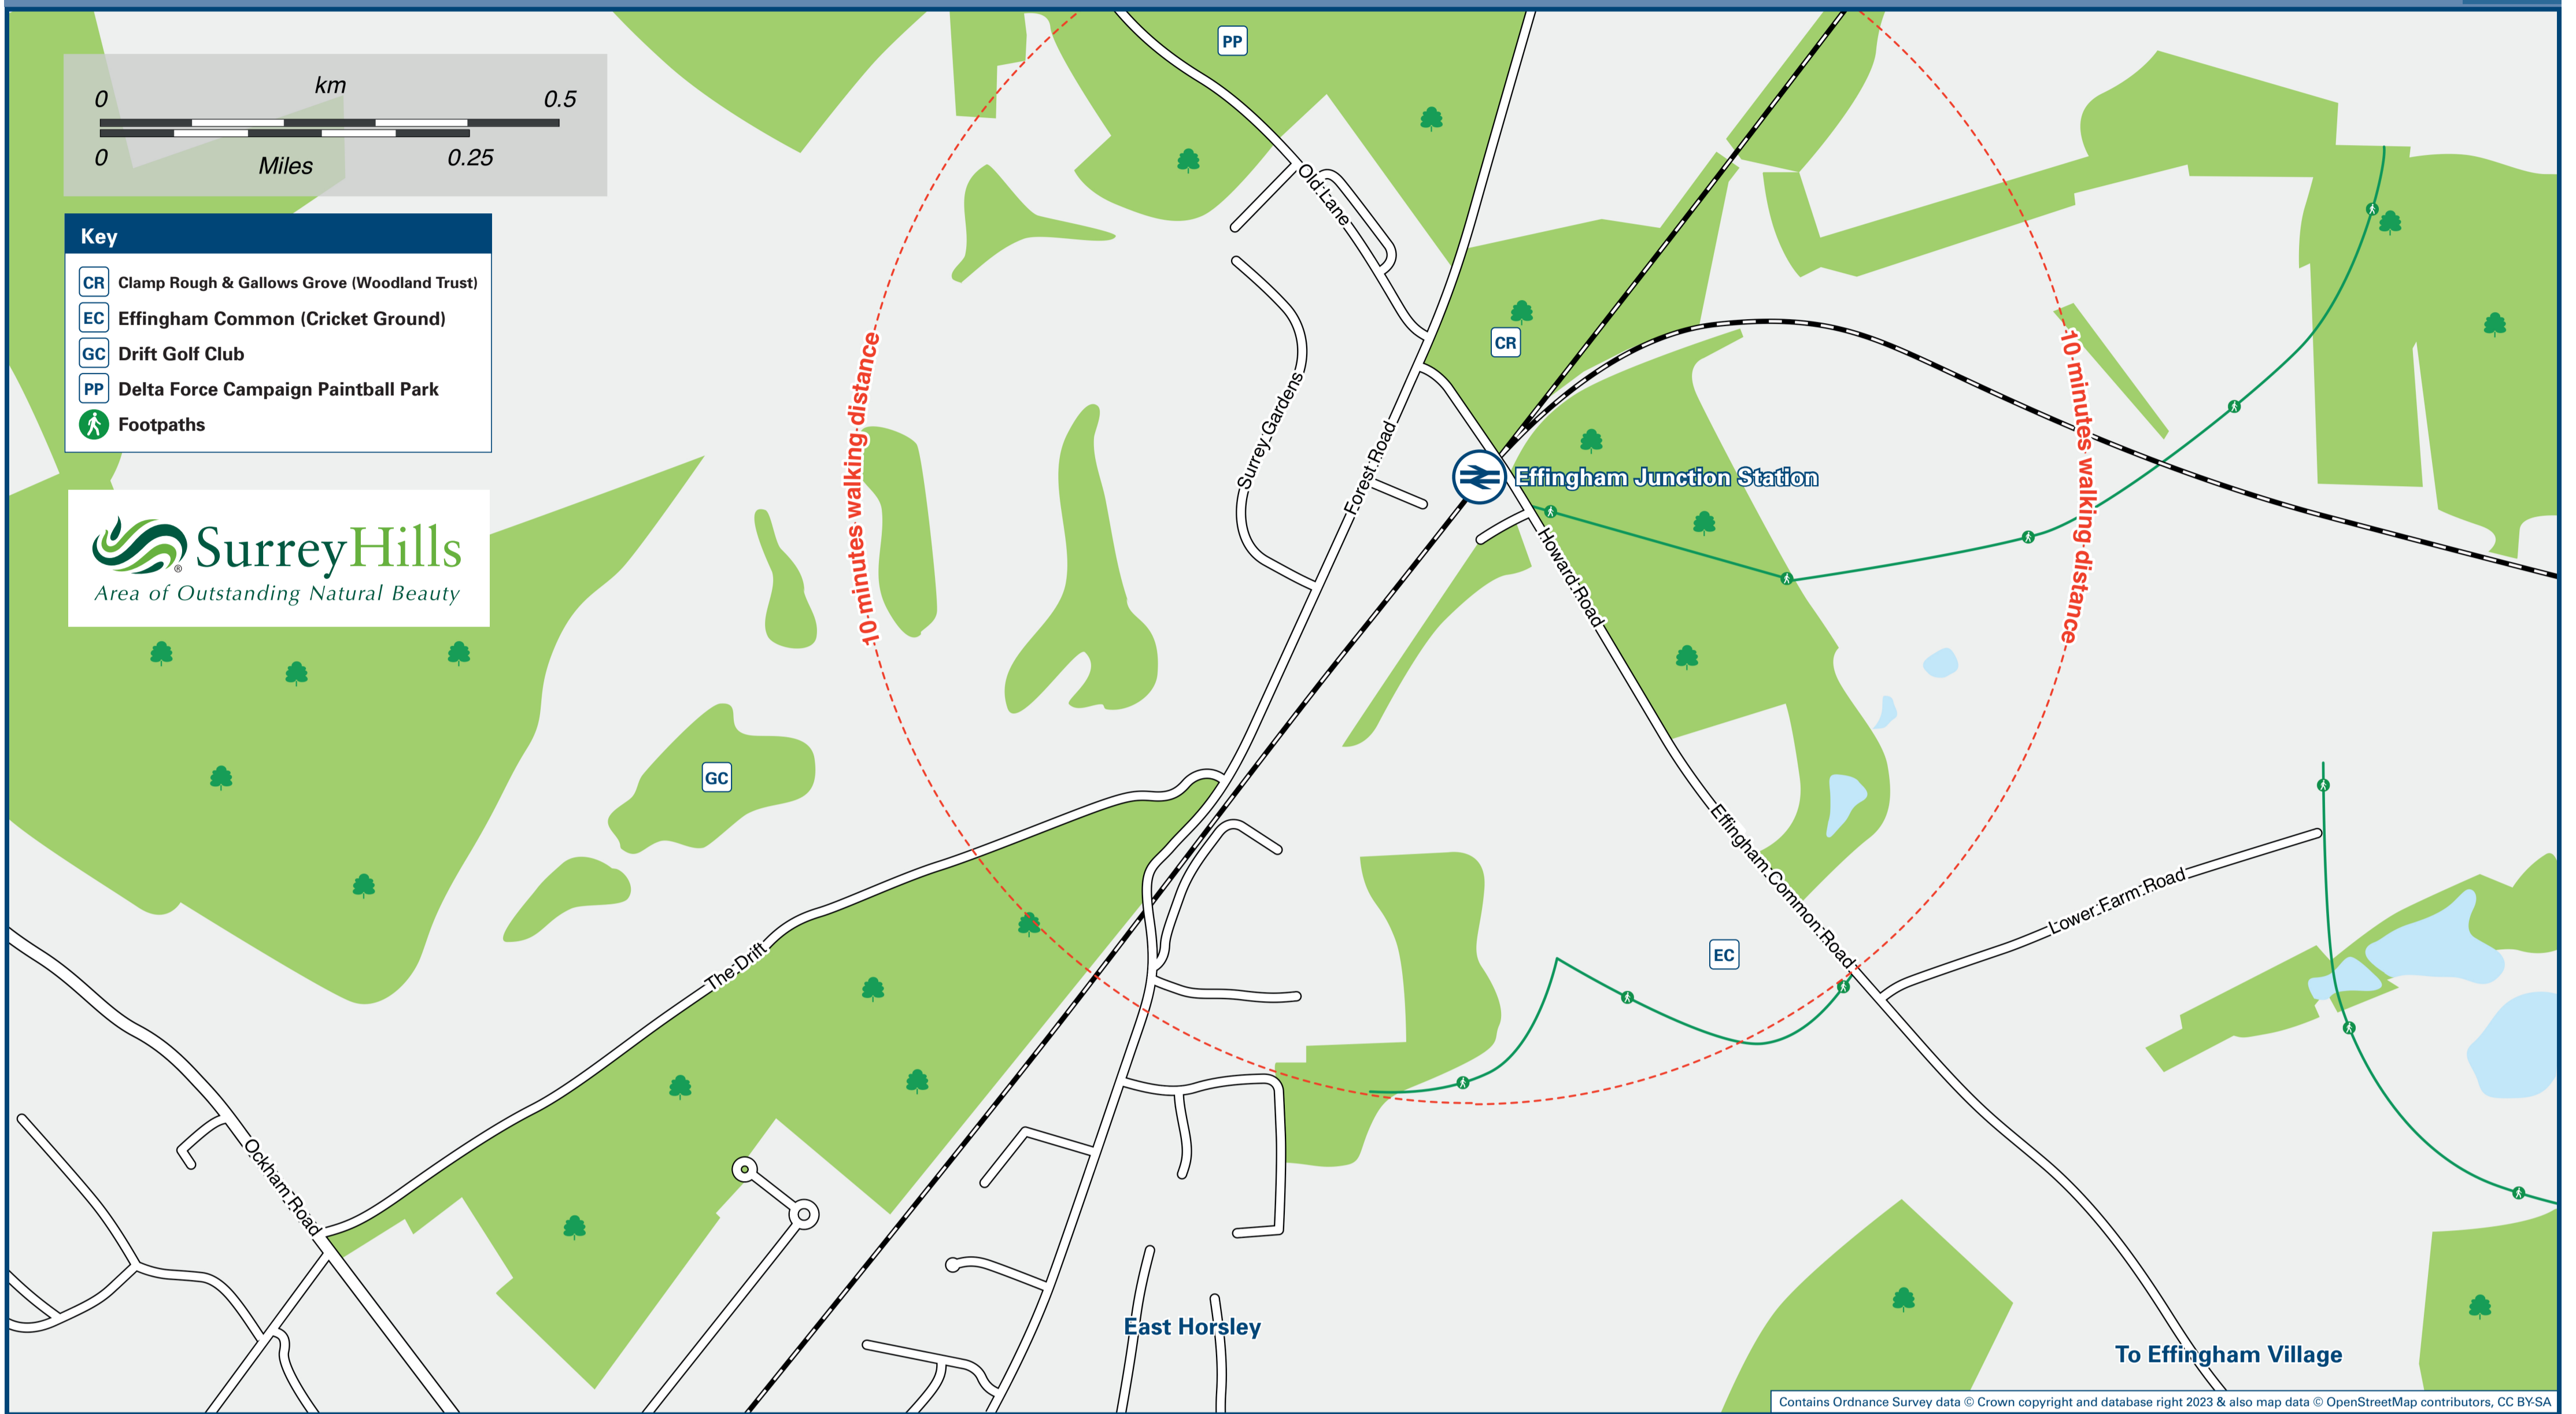 km
0 0.5
0 0.25
Miles
Key
CR Clamp Rough & Gallows Grove (Woodland Trust)
EC Effingham Common (Cricket Ground)
GC Drift Golf Club
PP Delta Force Campaign Paintball Park
Footpaths
SurreyHills
®
Area of Outstanding Natural Beauty
PP
Old Lane
CR
10 minutes walking distance
10 minutes walking distance
Surrey Gardens
Forest Road
Effingham Junction Station
Howard Road
GC
Effingham Common Road
Lower Farm Road
The Drift
EC
Ockham Road
East Horsley
To Effingham Village
Contains Ordnance Survey data © Crown copyright and database right 2023 & also map data © OpenStreetMap contributors, CC BY-SA